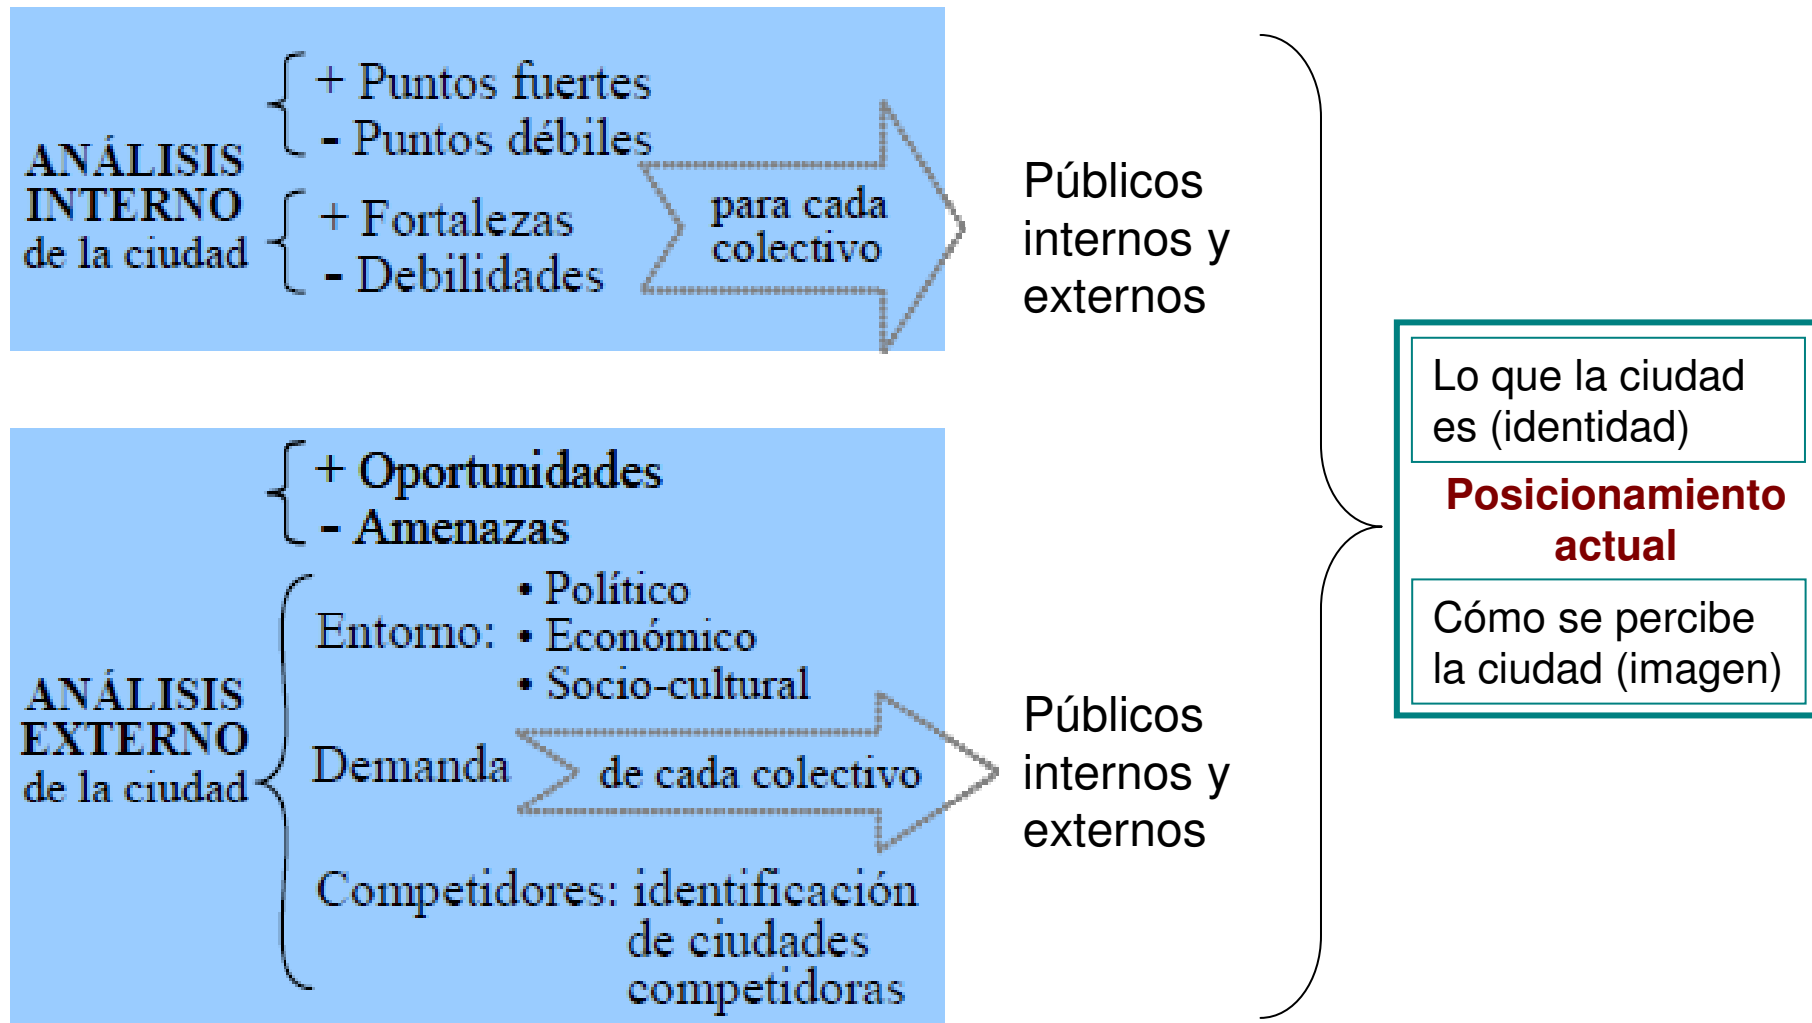 + Puntos fuertes
- Puntos débiles
ANÁLISIS
INTERNO
de la ciudad
+ Fortalezas
- Debilidades
para cada
colectivo
Públicos
internos y
externos
+ Oportunidades
- Amenazas
ANÁLISIS
EXTERNO
de la ciudad
Entorno:
• Político
• Económico
• Socio-cultural
Demanda
de cada colectivo
Competidores: identificación
de ciudades
competidoras
Públicos
internos y
externos
Lo que la ciudad
es (identidad)
Posicionamiento
actual
Cómo se percibe
la ciudad (imagen)